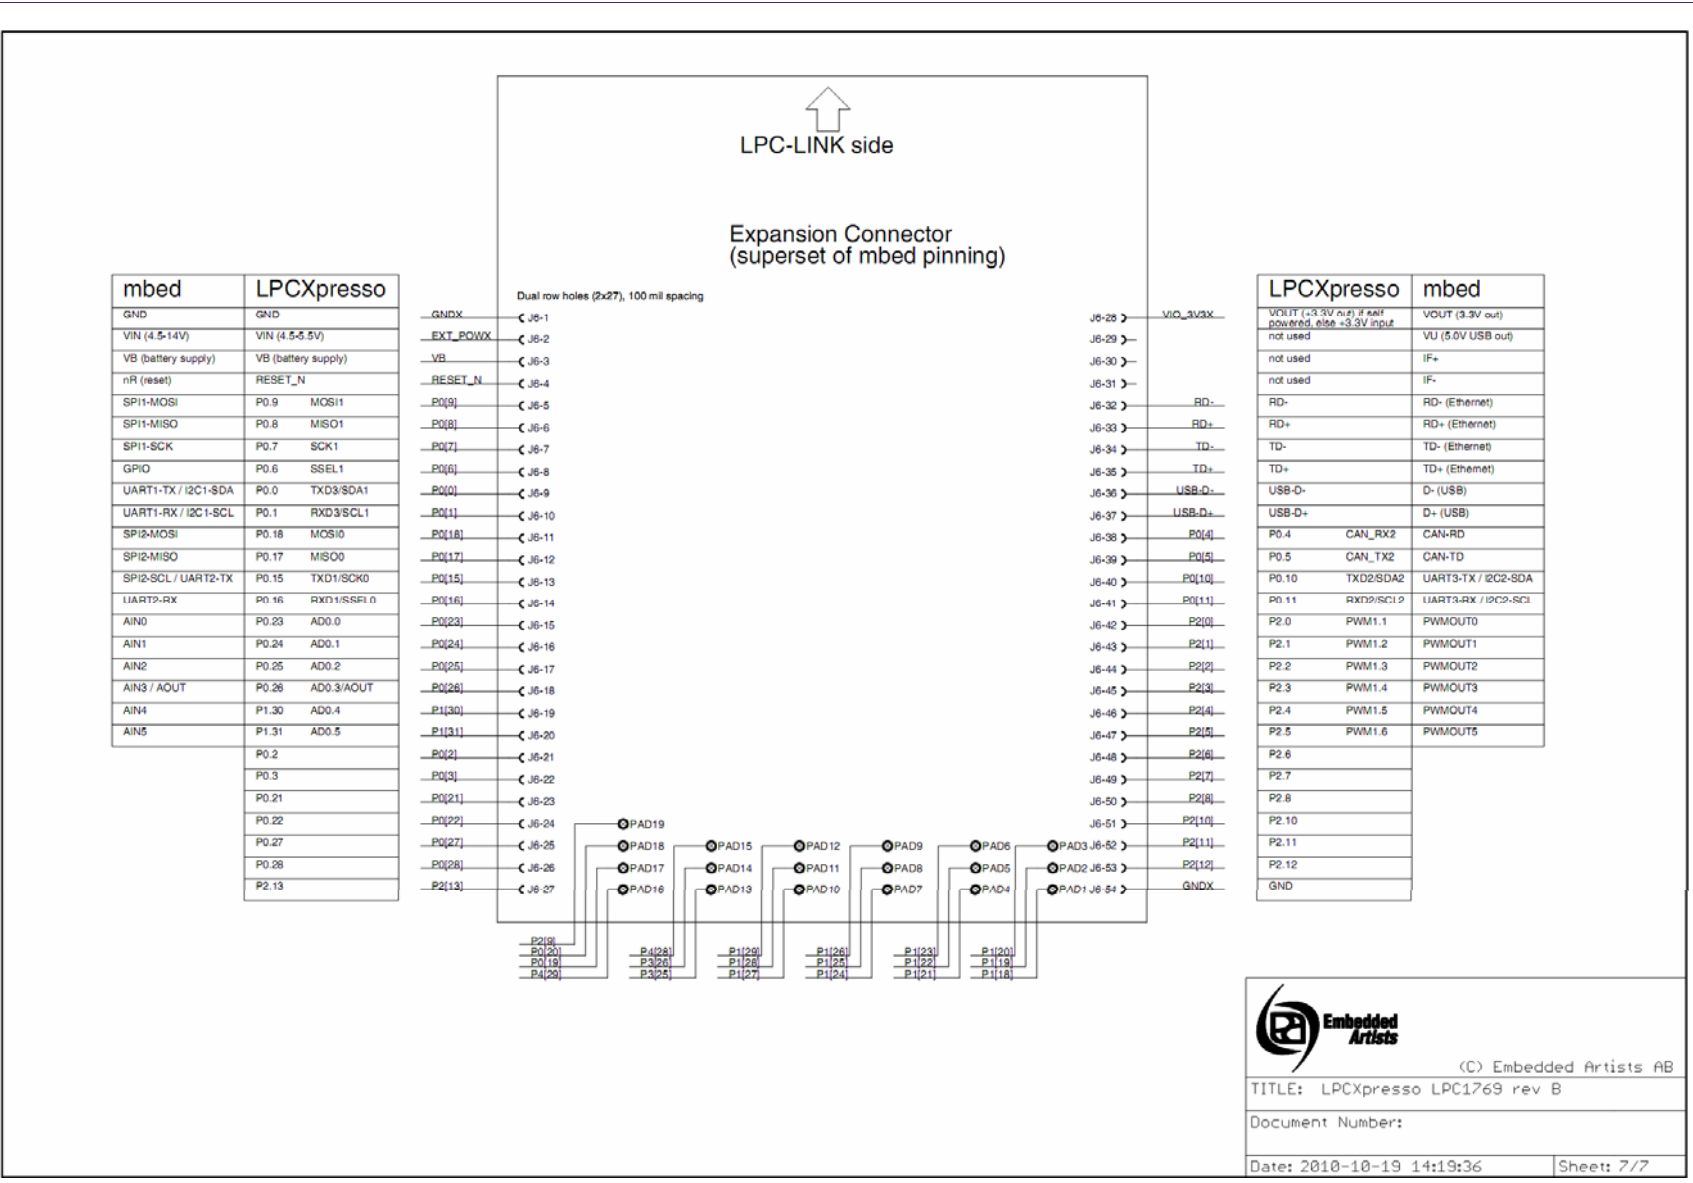 LPC-LINK side
Expansion Connector
(superset of mbed pinning)
Dual row holes (2x27), 100 mil spacing
mbed LPCXpresso
GND GND GNDX J6-1
VIN (4.5-14V) VIN (4.5-5.5V) EXT_POWX J6-2
VB (battery supply) VB (battery supply) VB J6-3
nR (reset) RESET_N RESET_N J6-4
SPI1-MOSI P0.9 MOSI1 P0[9] J6-5
SPI1-MISO P0.8 MISO1 P0[8] J6-6
SPI1-SCK P0.7 SCK1 P0[7] J6-7
GPIO P0.6 SSEL1 P0[6] J6-8
UART1-TX / I2C1-SDA P0.0 TXD3/SDA1 P0[0] J6-9
UART1-RX / I2C1-SCL P0.1 RXD3/SCL1 P0[1] J6-10
SPI2-MOSI P0.18 MOSI0 P0[18] J6-11
SPI2-MISO P0.17 MISO0 P0[17] J6-12
SPI2-SCL / UART2-TX P0.15 TXD1/SCK0 P0[15] J6-13
UART2-RX P0.16 RXD1/SSEL0 P0[16] J6-14
AIN0 P0.23 AD0.0 P0[23] J6-15
AIN1 P0.24 AD0.1 P0[24] J6-16
AIN2 P0.25 AD0.2 P0[25] J6-17
AIN3 / AOUT P0.26 AD0.3/AOUT P0[26] J6-18
AIN4 P1.30 AD0.4 P1[30] J6-19
AIN5 P1.31 AD0.5 P1[31] J6-20
P0.2 P0[2] J6-21
P0.3 P0[3] J6-22
P0.21 P0[21] J6-23
P0.22 P0[22] J6-24
P0.27 P0[27] J6-25
P0.28 P0[28] J6-26
P2.13 P2[13] J6-27
LPCXpresso mbed
J6-28 VIO_3V3X VOUT (+3.3V out) if self
powered, else +3.3V input VOUT (3.3V out)
J6-29 not used VU (5.0V USB out)
J6-30 not used IF+
J6-31 not used IF-
J6-32 RD- RD- RD- (Ethernet)
J6-33 RD+ RD+ RD+ (Ethernet)
J6-34 TD- TD- TD- (Ethernet)
J6-35 TD+ TD+ TD+ (Ethernet)
J6-36 USB-D- USB-D- D- (USB)
J6-37 USB-D+ USB-D+ D+ (USB)
J6-38 P0[4] P0.4 CAN_RX2 CAN-RD
J6-39 P0[5] P0.5 CAN_TX2 CAN-TD
J6-40 P0[10] P0.10 TXD2/SDA2 UART3-TX / I2C2-SDA
J6-41 P0[11] P0.11 RXD2/SCL2 UART3-RX / I2C2-SCL
J6-42 P2[0] P2.0 PWM1.1 PWMOUT0
J6-43 P2[1] P2.1 PWM1.2 PWMOUT1
J6-44 P2[2] P2.2 PWM1.3 PWMOUT2
J6-45 P2[3] P2.3 PWM1.4 PWMOUT3
J6-46 P2[4] P2.4 PWM1.5 PWMOUT4
J6-47 P2[5] P2.5 PWM1.6 PWMOUT5
J6-48 P2[6] P2.6
J6-49 P2[7] P2.7
J6-50 P2[8] P2.8
J6-51 P2[10] P2.10
J6-52 P2[11] P2.11
J6-53 P2[12] P2.12
J6-54 GNDX GND
PAD19
PAD18 PAD15 PAD12 PAD9 PAD6 PAD3
PAD17 PAD14 PAD11 PAD8 PAD5 PAD2
PAD16 PAD13 PAD10 PAD7 PAD4 PAD1
P2[9]
P0[20] P4[28] P1[29] P1[26] P1[23] P1[20]
P0[19] P3[26] P1[28] P1[25] P1[22] P1[19]
P4[29] P3[25] P1[27] P1[24] P1[21] P1[18]
Embedded
Artists
(C) Embedded Artists AB
TITLE: LPCXpresso LPC1769 rev B
Document Number:
Date: 2010-10-19 14:19:36 Sheet: 7/7